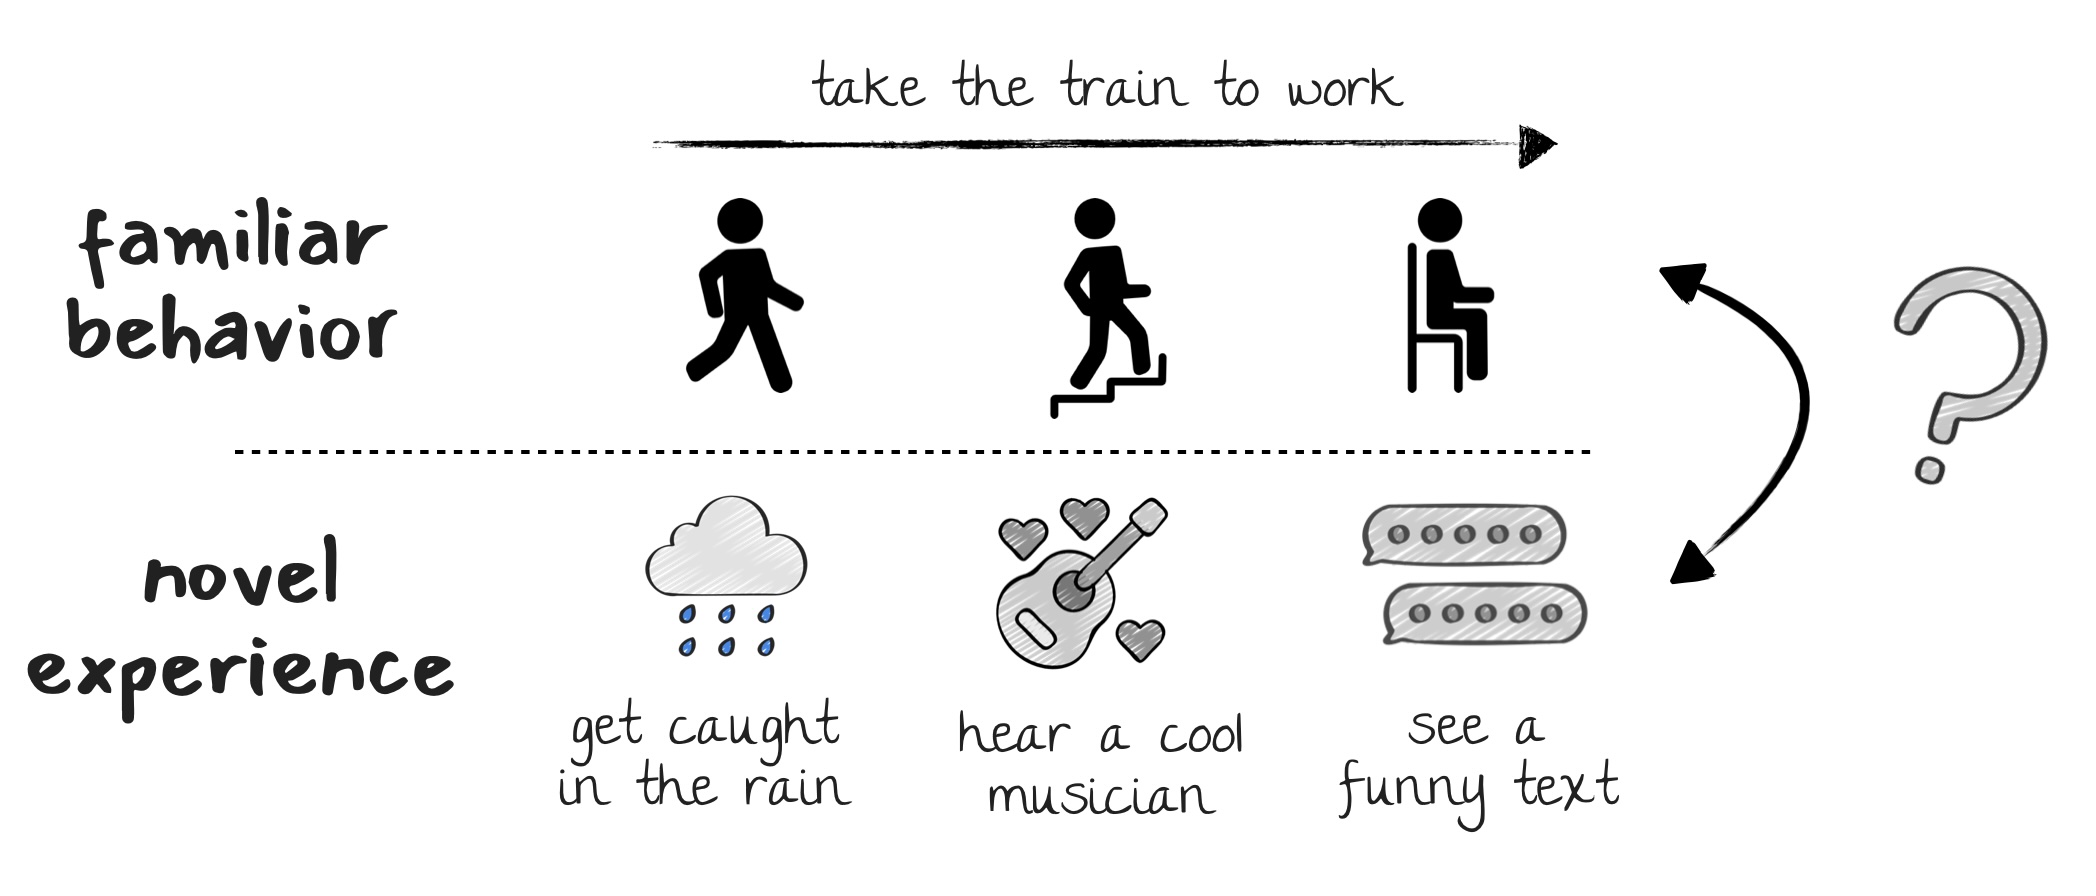 take the train to work
familiar
behavior
novel
experience
get caught
in the rain
hear a cool
musician
see a
funny text
?